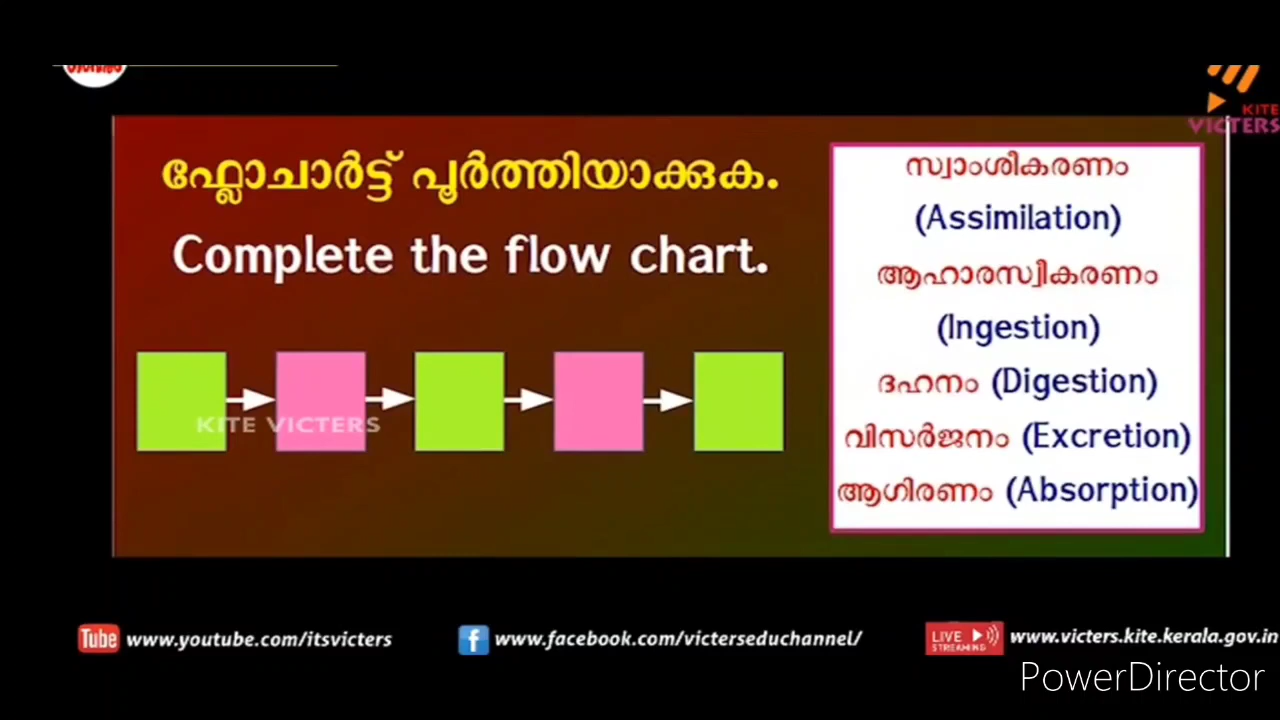 KITE
VICTERS
ഫ്ലോചാർട്ട് പൂർത്തിയാക്കുക.
Complete the flow chart.
KITE VICTERS
സ്വാംശീകരണം
(Assimilation)
ആഹാരസ്വീകരണം
(Ingestion)
ദഹനം (Digestion)
വിസർജനം (Excretion)
ആഗിരണം (Absorption)
Tube www.youtube.com/itsvicters
f www.facebook.com/victerseduchannel/
LIVE
STREAMING
www.victers.kite.kerala.gov.in
PowerDirector